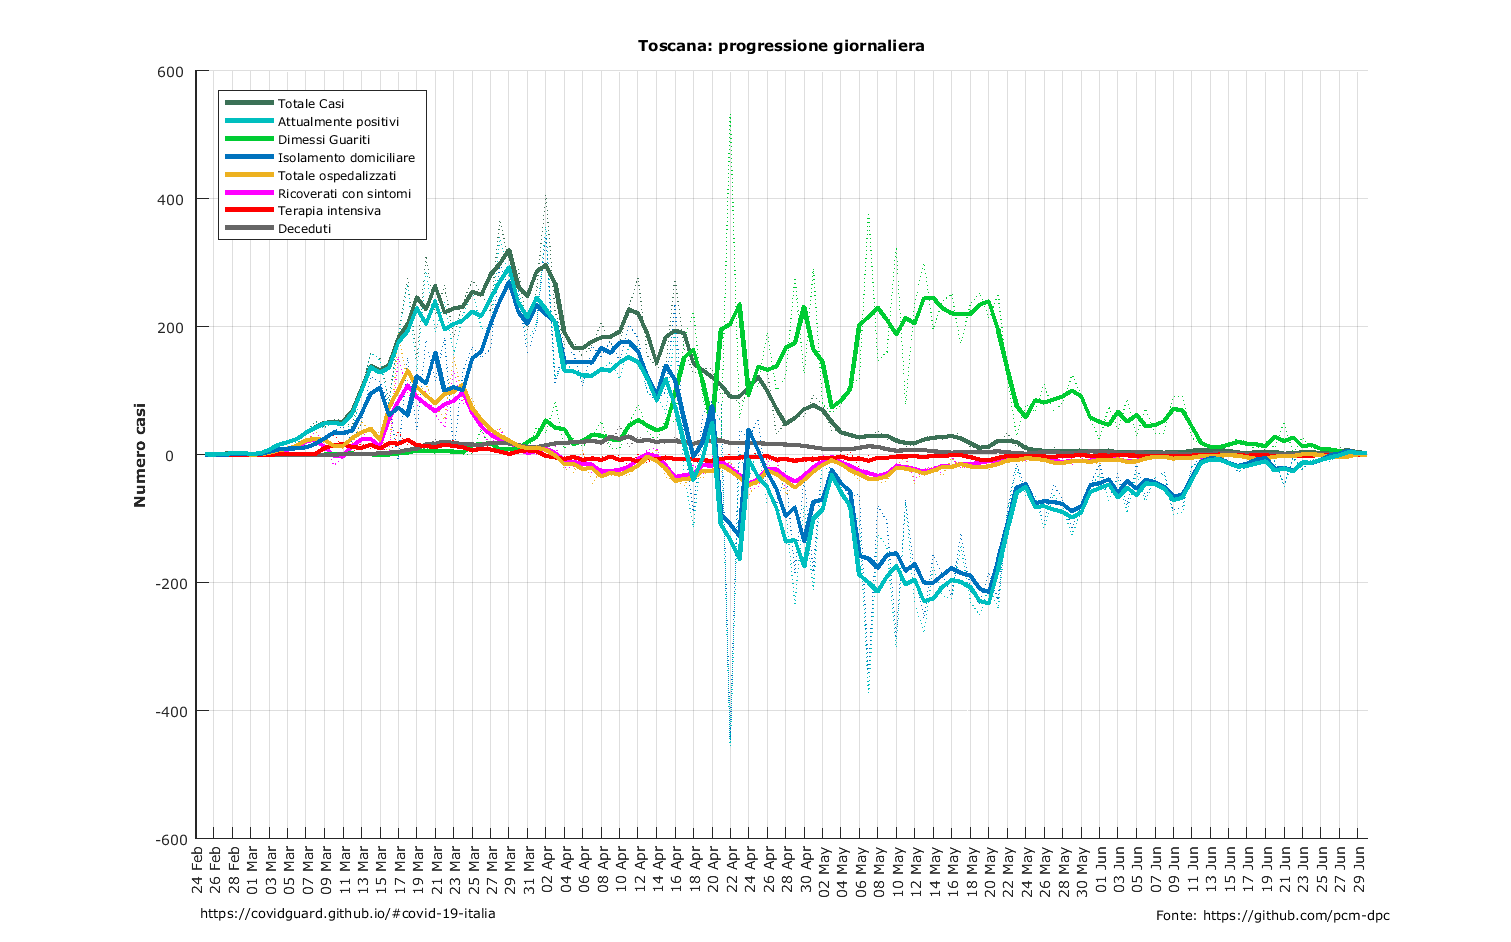 Toscana: progressione giornaliera
600
400
200
0
-200
-400
-600
Numero casi
Totale Casi
Attualmente positivi
Dimessi Guariti
Isolamento domiciliare
Totale ospedalizzati
Ricoverati con sintomi
Terapia intensiva
Deceduti
24 Feb
26 Feb
28 Feb
01 Mar
03 Mar
05 Mar
07 Mar
09 Mar
11 Mar
13 Mar
15 Mar
17 Mar
19 Mar
21 Mar
23 Mar
25 Mar
27 Mar
29 Mar
31 Mar
02 Apr
04 Apr
06 Apr
08 Apr
10 Apr
12 Apr
14 Apr
16 Apr
18 Apr
20 Apr
22 Apr
24 Apr
26 Apr
28 Apr
30 Apr
02 May
04 May
06 May
08 May
10 May
12 May
14 May
16 May
18 May
20 May
22 May
24 May
26 May
28 May
30 May
01 Jun
03 Jun
05 Jun
07 Jun
09 Jun
11 Jun
13 Jun
15 Jun
17 Jun
19 Jun
21 Jun
23 Jun
25 Jun
27 Jun
29 Jun
https://covidguard.github.io/#covid-19-italia
Fonte: https://github.com/pcm-dpc